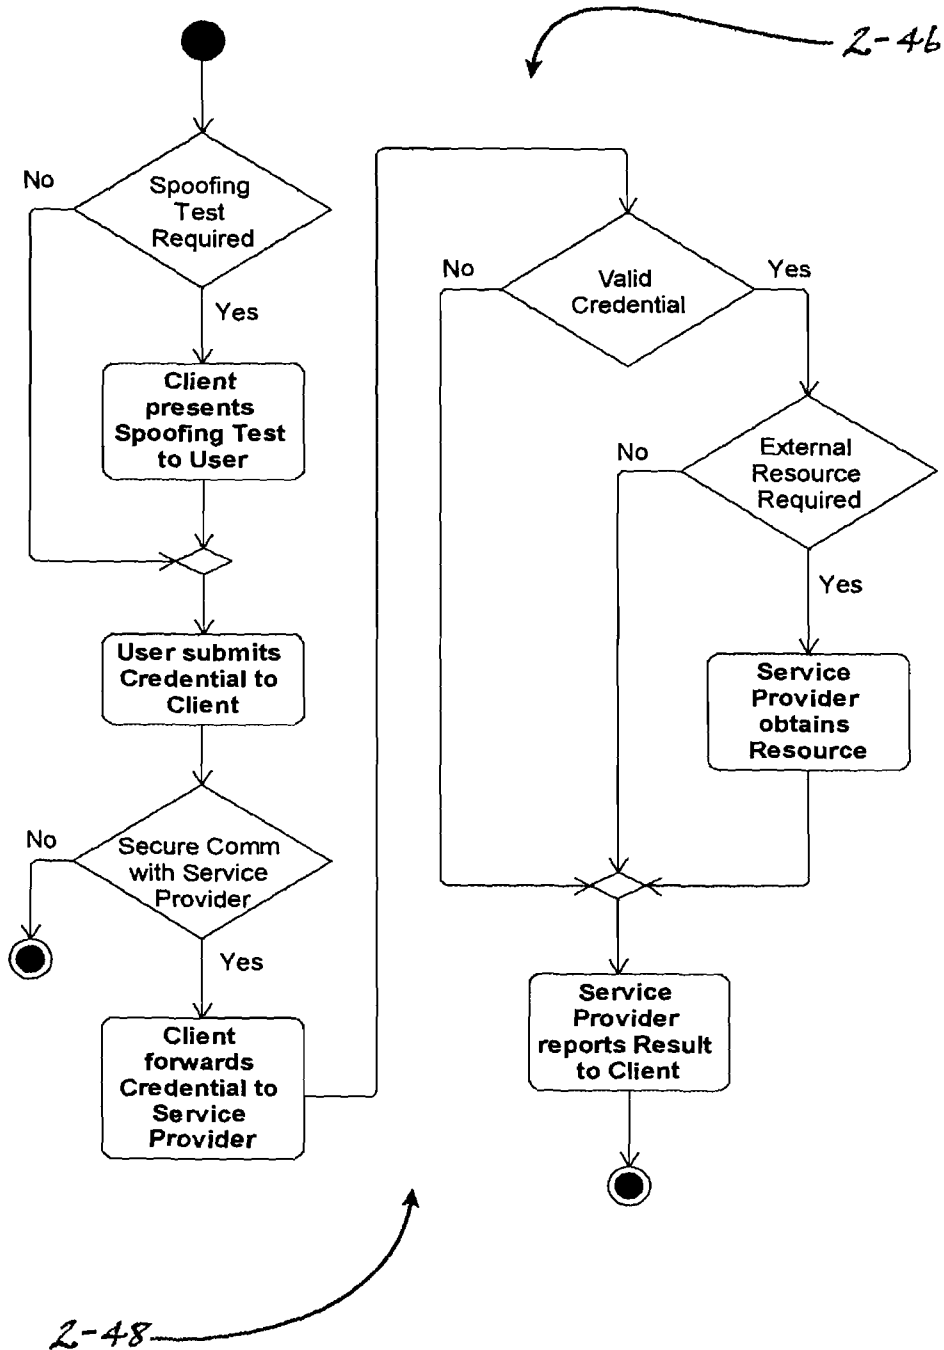 2-46
No
Spoofing
Test
Required
Yes
Client
presents
Spoofing Test
to User
User submits
Credential to
Client
No
Secure Comm
with Service
Provider
Yes
Client
forwards
Credential to
Service
Provider
No
Valid
Credential
Yes
No
External
Resource
Required
Yes
Service
Provider
obtains
Resource
Service
Provider
reports Result
to Client
2-48